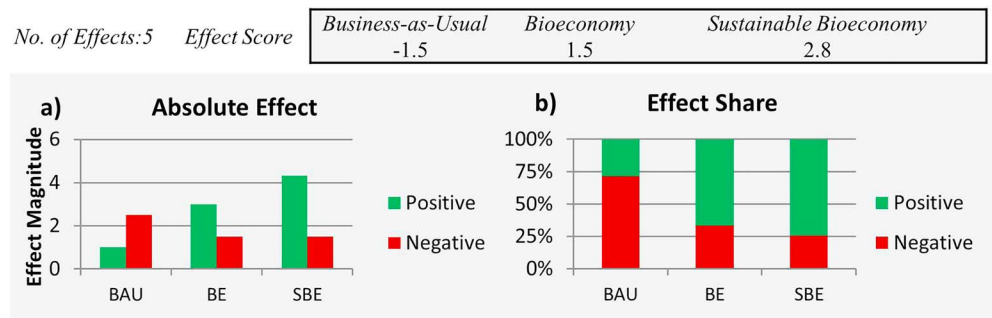 No. of Effects:5 Effect Score
Business-as-Usual Bioeconomy Sustainable Bioeconomy
-1.5 1.5 2.8
a) Absolute Effect
Effect Magnitude
6
4
2
0
BAU BE SBE
Positive
Negative
b) Effect Share
100%
75%
50%
25%
0%
BAU BE SBE
Positive
Negative